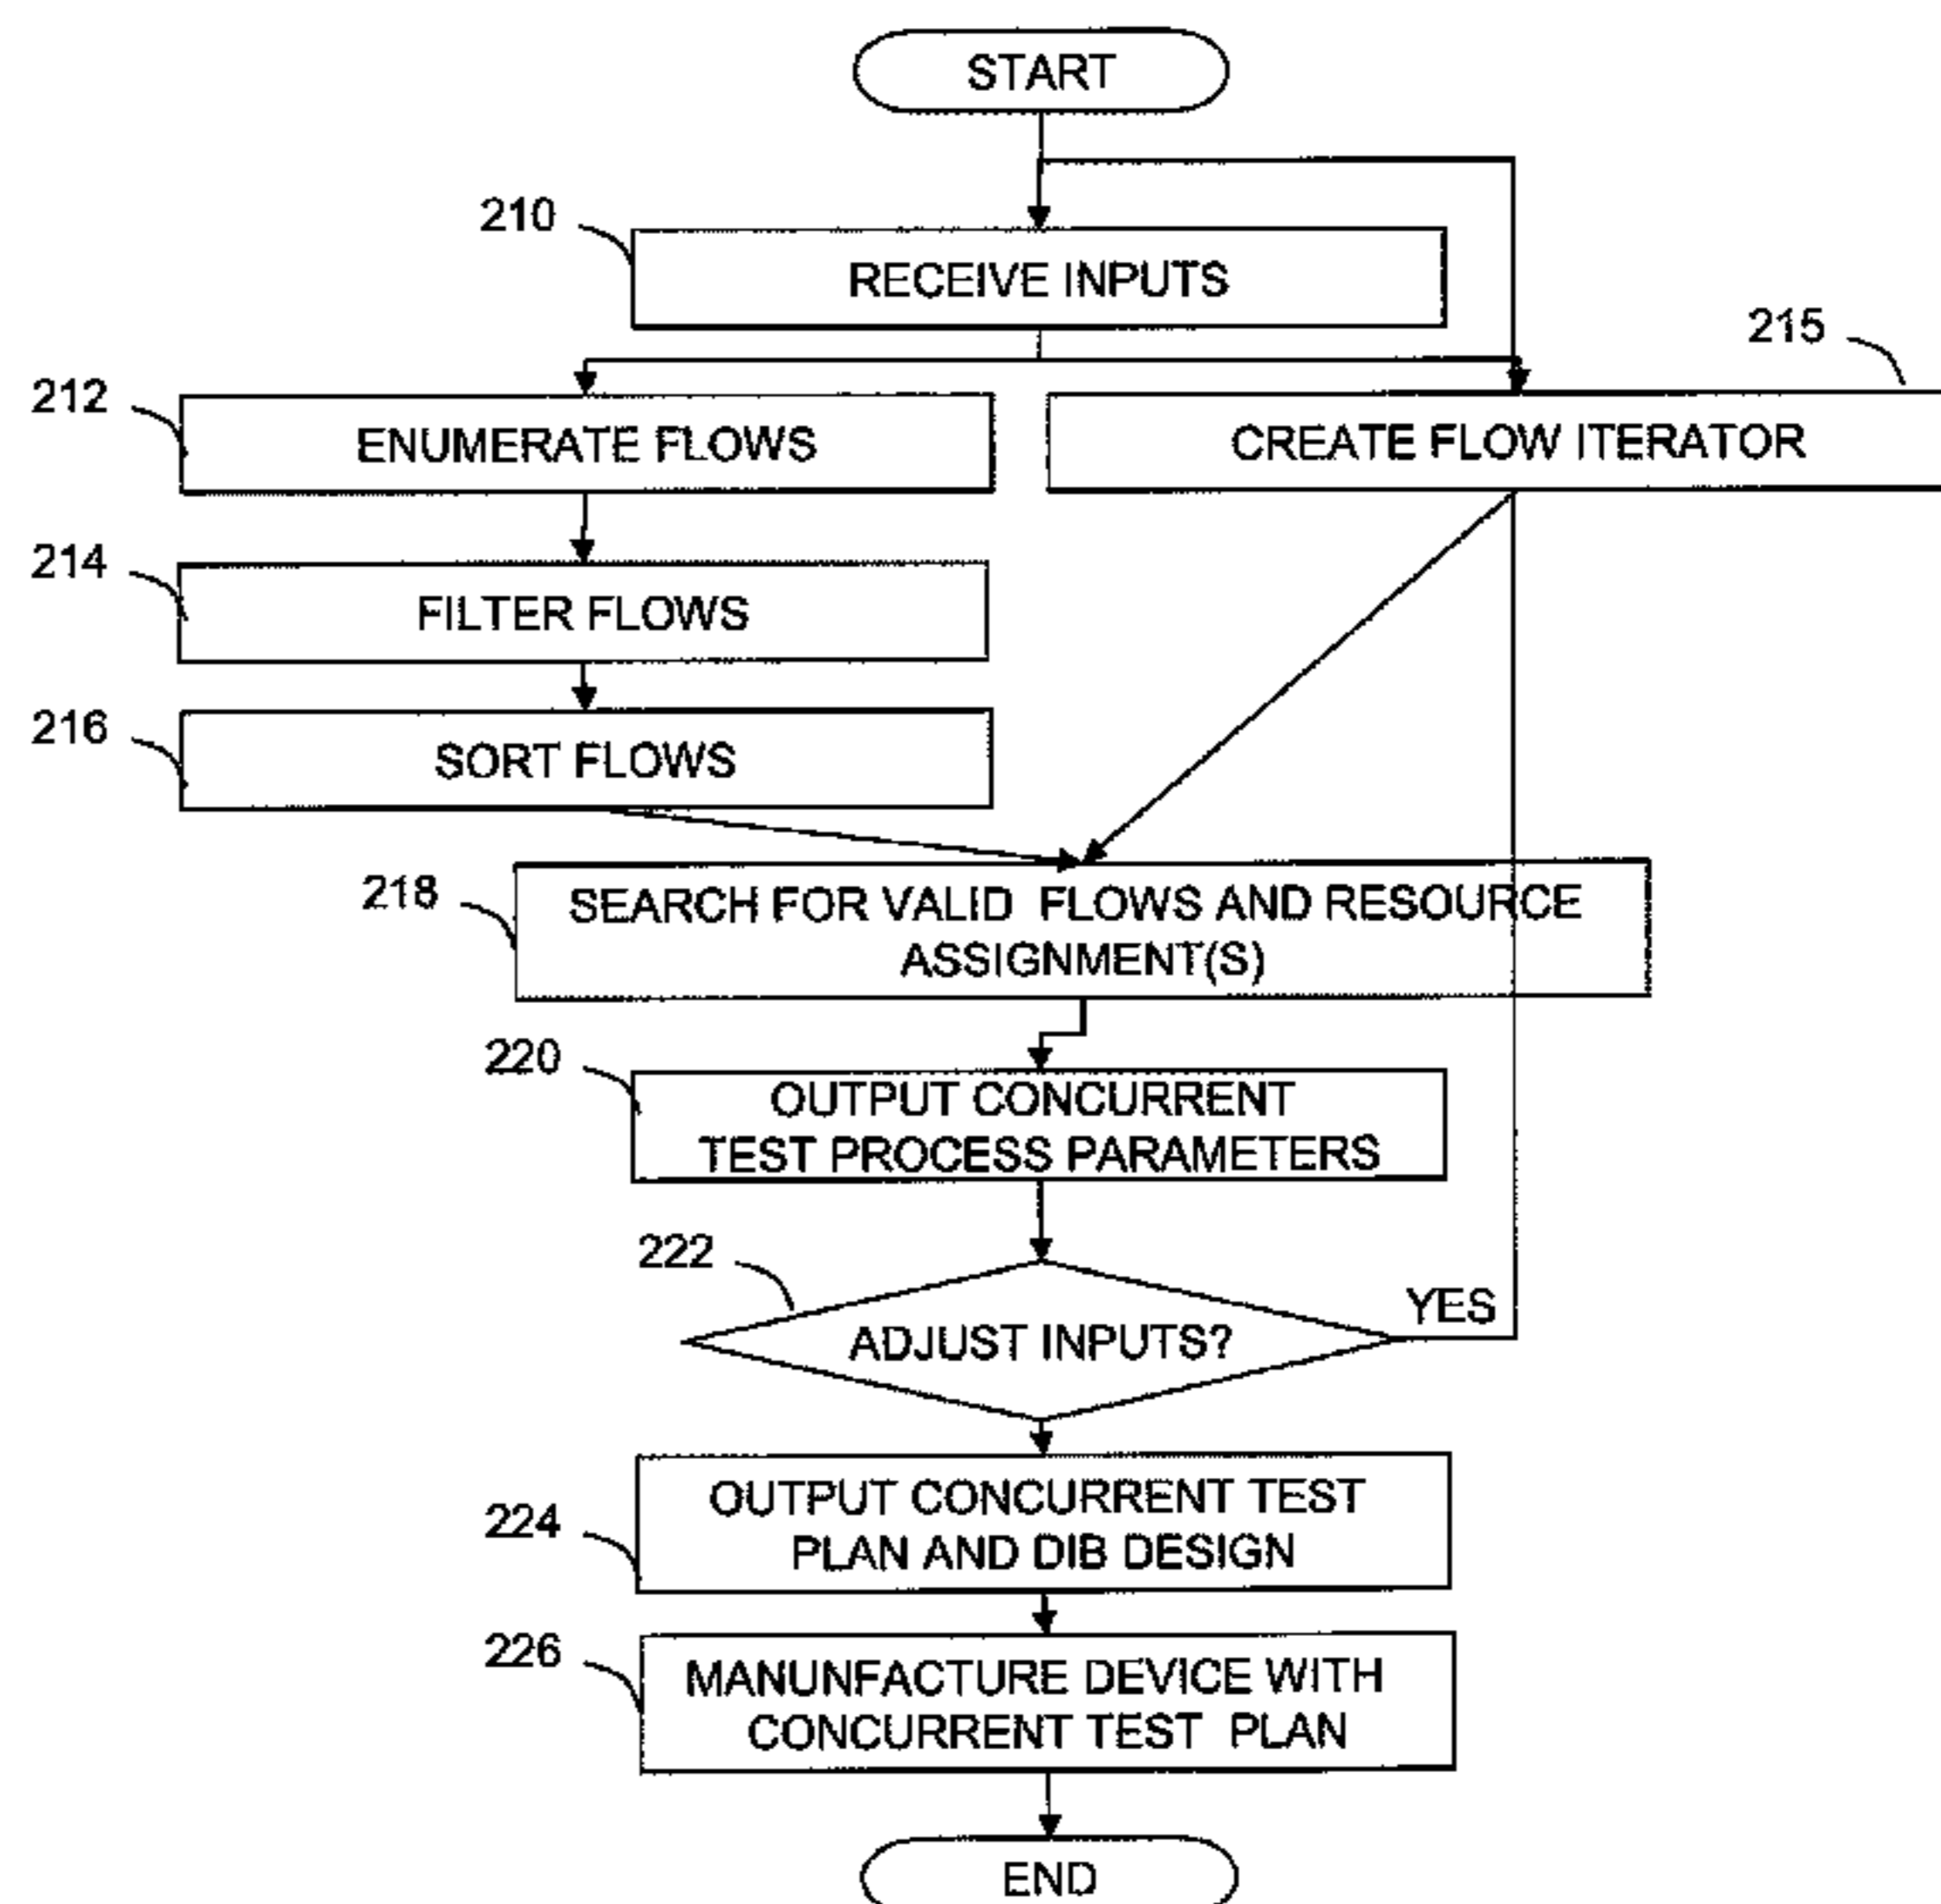 START
210
RECEIVE INPUTS
215
212
ENUMERATE FLOWS
CREATE FLOW ITERATOR
214
FILTER FLOWS
216
SORT FLOWS
218
SEARCH FOR VALID FLOWS AND RESOURCE
ASSIGNMENT(S)
220
OUTPUT CONCURRENT
TEST PROCESS PARAMETERS
222
YES
ADJUST INPUTS?
224
OUTPUT CONCURRENT TEST
PLAN AND DIB DESIGN
226
MANUNFACTURE DEVICE WITH
CONCURRENT TEST PLAN
END